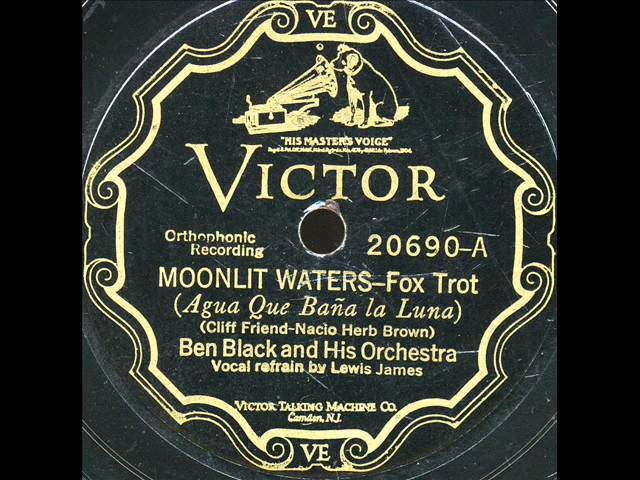 VE
"HIS MASTER'S VOICE"
VICTOR
Orthophonic
Recording
20690-A
MOONLIT WATERS-Fox Trot
(Agua Que Baña la Luna)
(Cliff Friend-Nacio Herb Brown)
Ben Black and His Orchestra
Vocal refrain by Lewis James
VICTOR TALKING MACHINE CO.
Camden, N.J.
VE